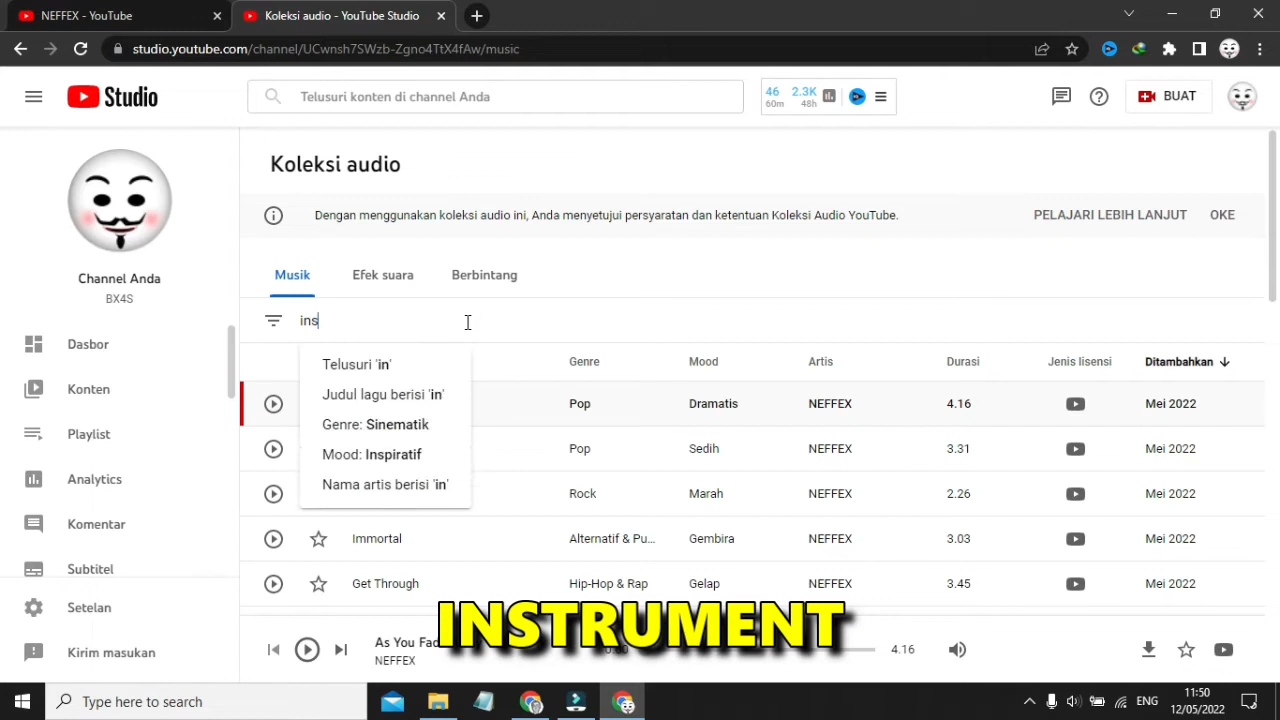 NEFFEX - YouTube
Koleksi audio - YouTube Studio
studio.youtube.com/channel/UCwnsh7SWzb-Zgno4TtX4fAw/music
Studio
Telusuri konten di channel Anda
46 2.3K
60m 48h
BUAT
Koleksi audio
Dengan menggunakan koleksi audio ini, Anda menyetujui persyaratan dan ketentuan Koleksi Audio YouTube. PELAJARI LEBIH LANJUT OKE
Channel Anda
BX4S
Dasbor
Konten
Playlist
Analytics
Komentar
Subtitel
Setelan
Kirim masukan
Musik Efek suara Berbintang
ins
Telusuri 'in'
Judul lagu berisi 'in'
Genre: Sinematik
Mood: Inspiratif
Nama artis berisi 'in'
Genre Mood Artis Durasi Jenis lisensi Ditambahkan
Pop Dramatis NEFFEX 4.16 Mei 2022
Pop Sedih NEFFEX 3.31 Mei 2022
Rock Marah NEFFEX 2.26 Mei 2022
Immortal Alternatif & Pu... Gembira NEFFEX 3.03 Mei 2022
Get Through Hip-Hop & Rap Gelap NEFFEX 3.45 Mei 2022
INSTRUMENT
As You Fad
NEFFEX
4.16
Type here to search
ENG
11:50
12/05/2022